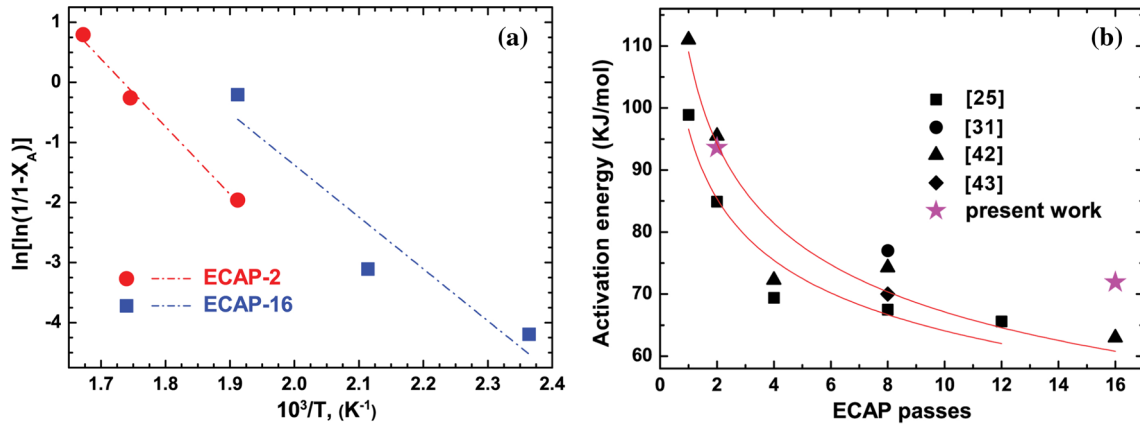 (a)
1
0
-1
-2
-3
-4
ln[ln(1/1-X_A)]
ECAP-2
ECAP-16
1.7 1.8 1.9 2.0 2.1 2.2 2.3 2.4
10³/T, (K⁻¹)
(b)
110
100
90
80
70
60
Activation energy (KJ/mol)
[25]
[31]
[42]
[43]
present work
0 2 4 6 8 10 12 14 16
ECAP passes